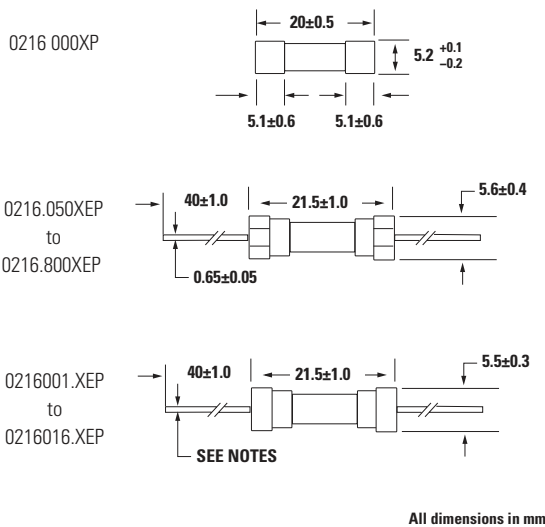 0216 000XP
20±0.5
5.2 +0.1 −0.2
5.1±0.6 5.1±0.6
0216.050XEP
to
0216.800XEP
40±1.0 21.5±1.0 5.6±0.4
0.65±0.05
0216001.XEP
to
0216016.XEP
40±1.0 21.5±1.0 5.5±0.3
SEE NOTES
All dimensions in mm